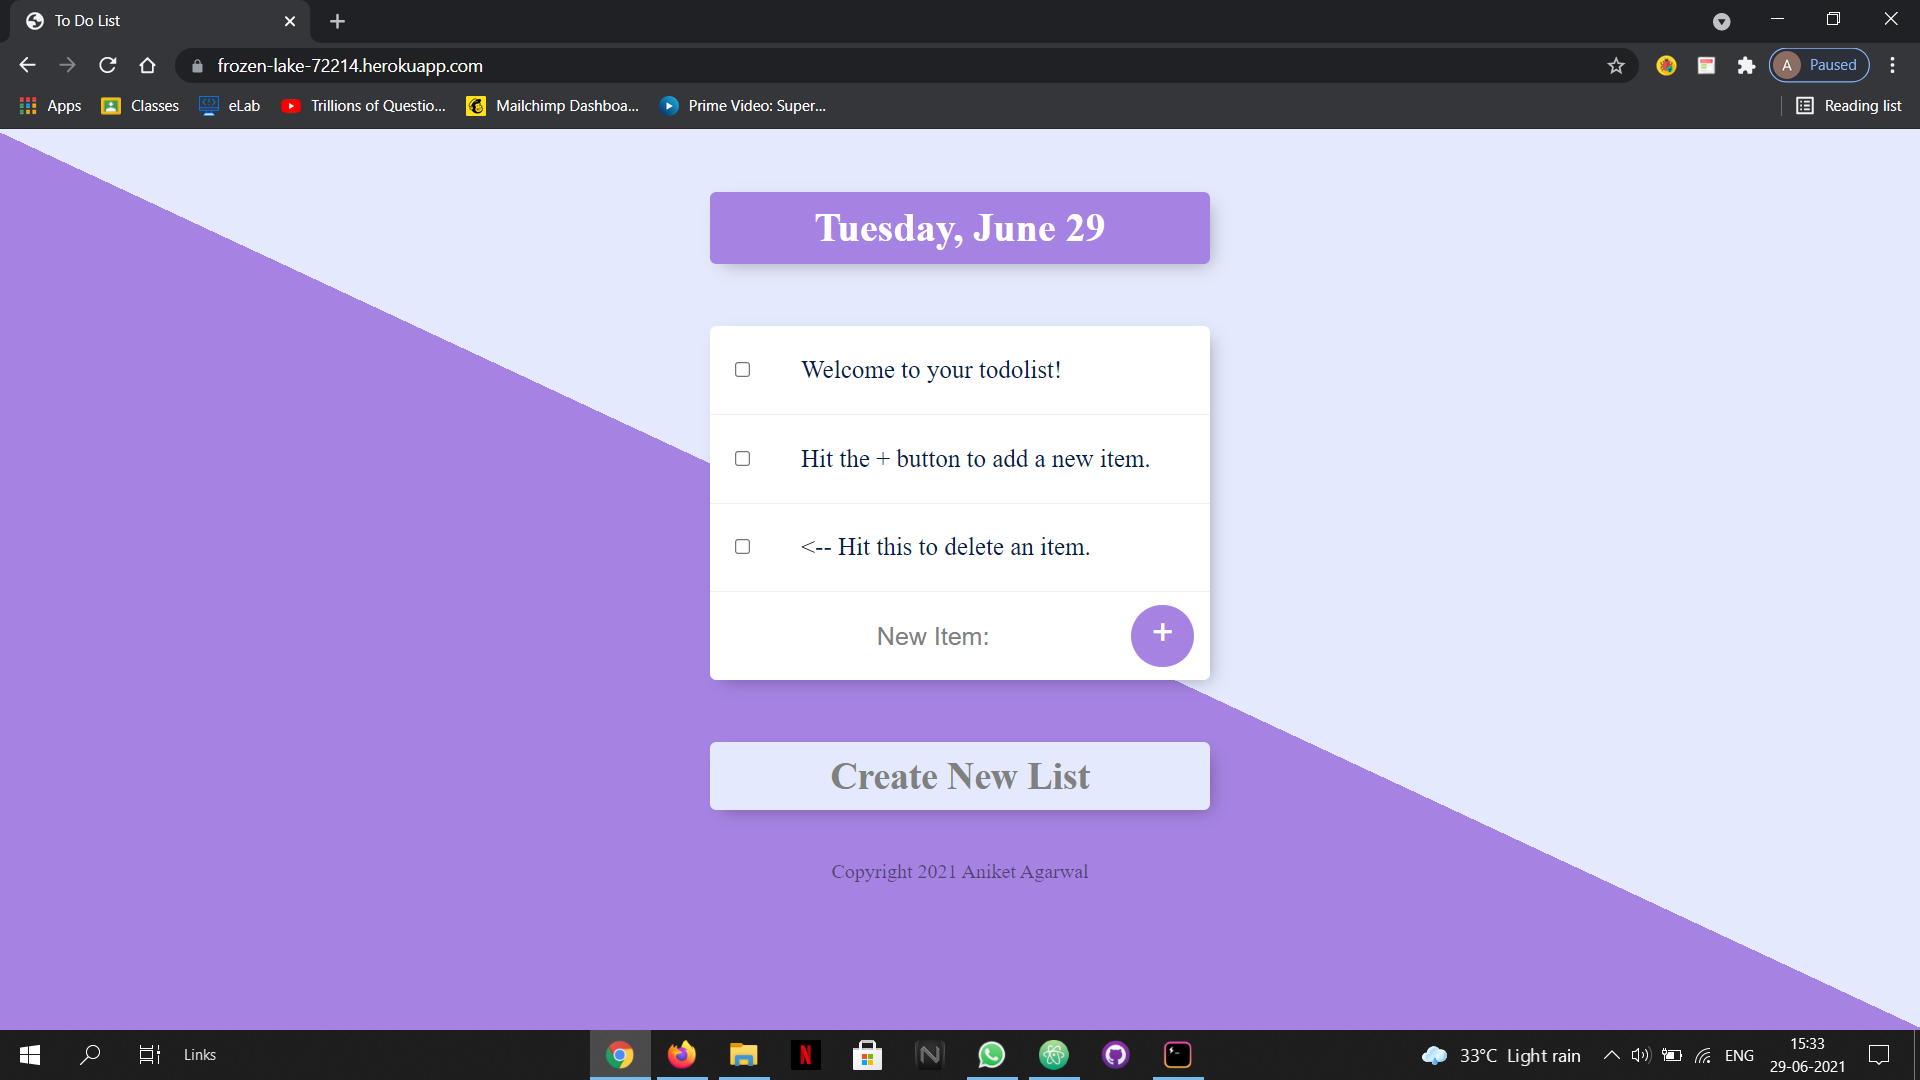 To Do List
frozen-lake-72214.herokuapp.com
A Paused
Apps Classes eLab Trillions of Questio... Mailchimp Dashboa... Prime Video: Super... Reading list
Tuesday, June 29
Welcome to your todolist!
Hit the + button to add a new item.
<-- Hit this to delete an item.
New Item: +
Create New List
Copyright 2021 Aniket Agarwal
Links
33°C Light rain
ENG
15:33
29-06-2021